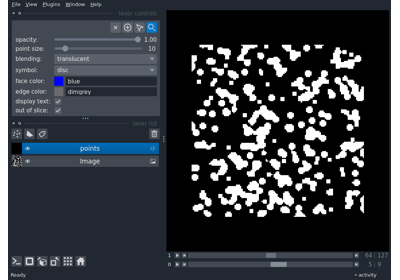 File View Plugins Window Help
layer controls
opacity: 1.00
point size: 10
blending: translucent
symbol: disc
face color: blue
edge color: dimgrey
display text:
out of slice:
layer list
points
Image
1 64 127
0 5 9
Ready activity